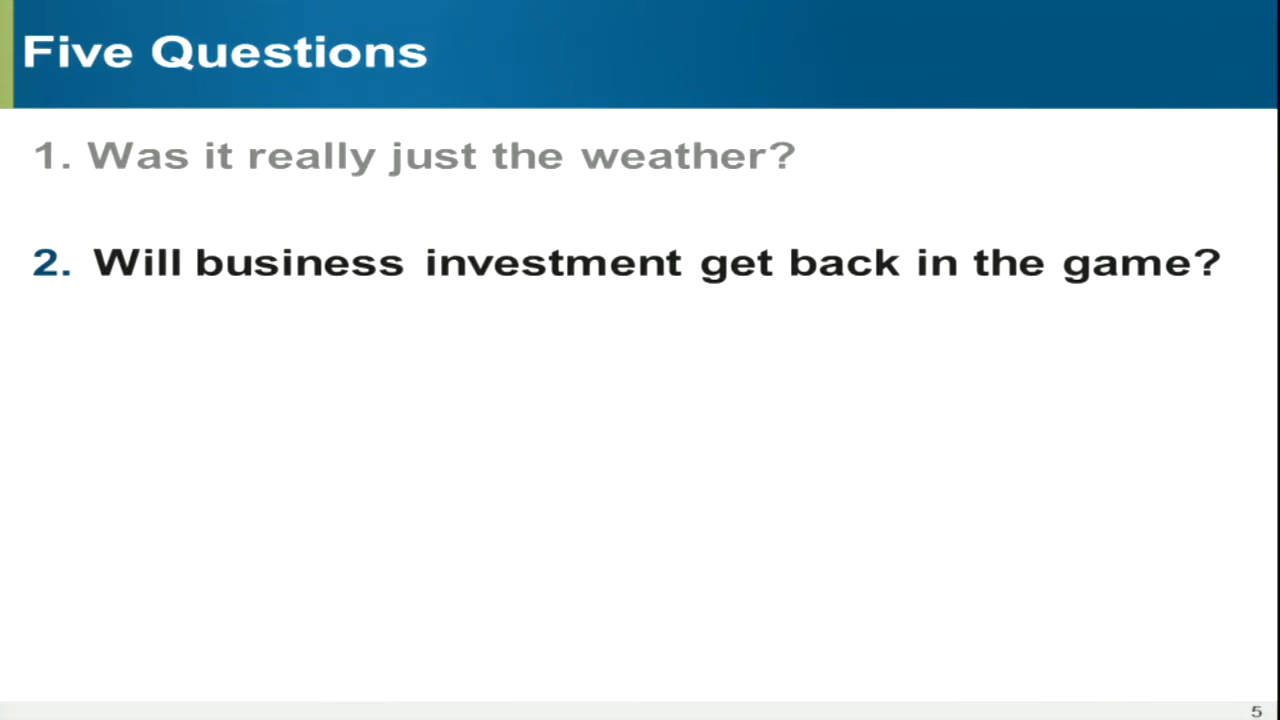 Five Questions
1. Was it really just the weather?
2. Will business investment get back in the game?
5